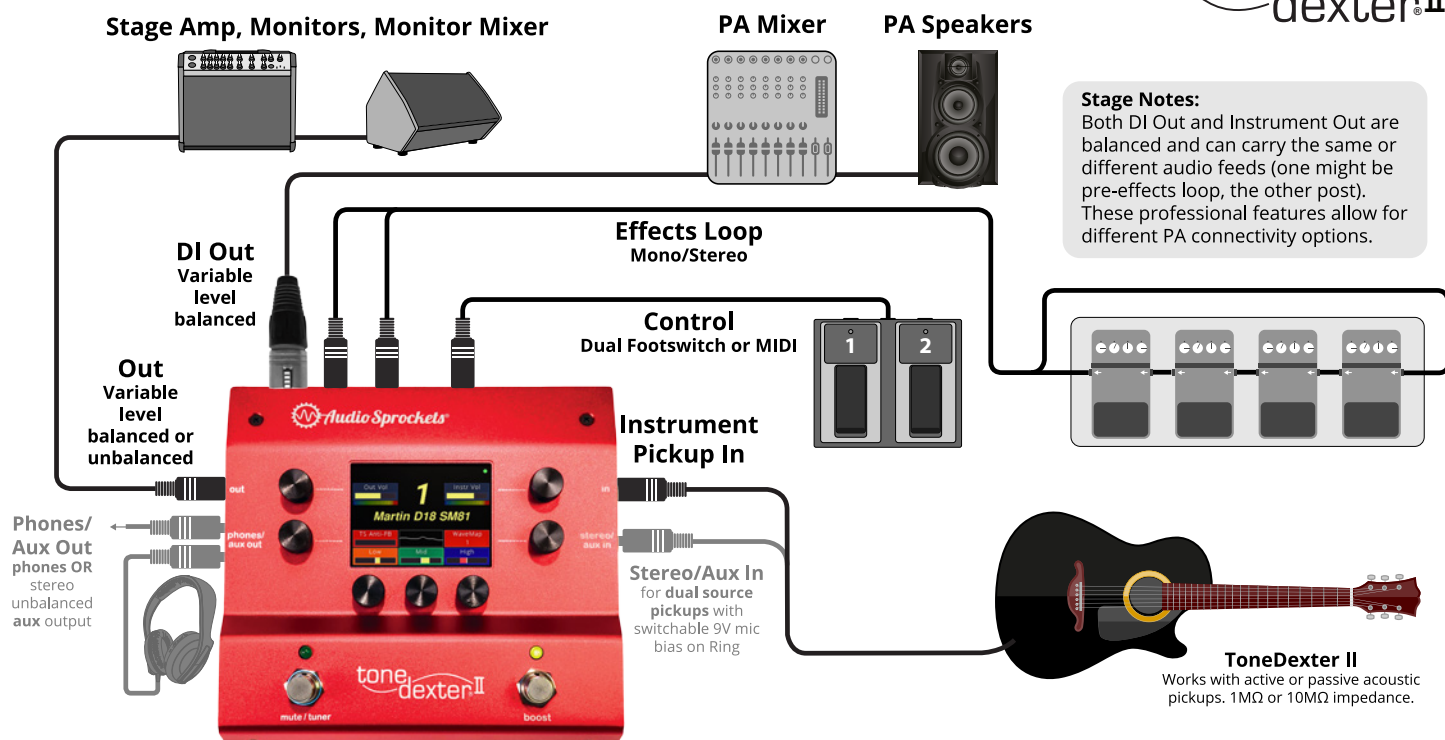 dexter® II
Stage Amp, Monitors, Monitor Mixer
PA Mixer
PA Speakers
Stage Notes:
Both DI Out and Instrument Out are
balanced and can carry the same or
different audio feeds (one might be
pre-effects loop, the other post).
These professional features allow for
different PA connectivity options.
DI Out
Variable
level
balanced
Effects Loop
Mono/Stereo
Control
Dual Footswitch or MIDI
1
2
Out
Variable
level
balanced or
unbalanced
Audio Sprockets®
Instrument
Pickup In
out
in
Out Vol
1
Instr Vol
Martin D18 SM81
phones/
aux out
stereo/
aux in
TS Anti-FB
WaveMap
1
Low
Mid
High
Phones/
Aux Out
phones OR
stereo
unbalanced
aux output
Stereo/Aux In
for dual source
pickups with
switchable 9V mic
bias on Ring
tone
dexter II
mute / tuner
boost
ToneDexter II
Works with active or passive acoustic
pickups. 1MΩ or 10MΩ impedance.